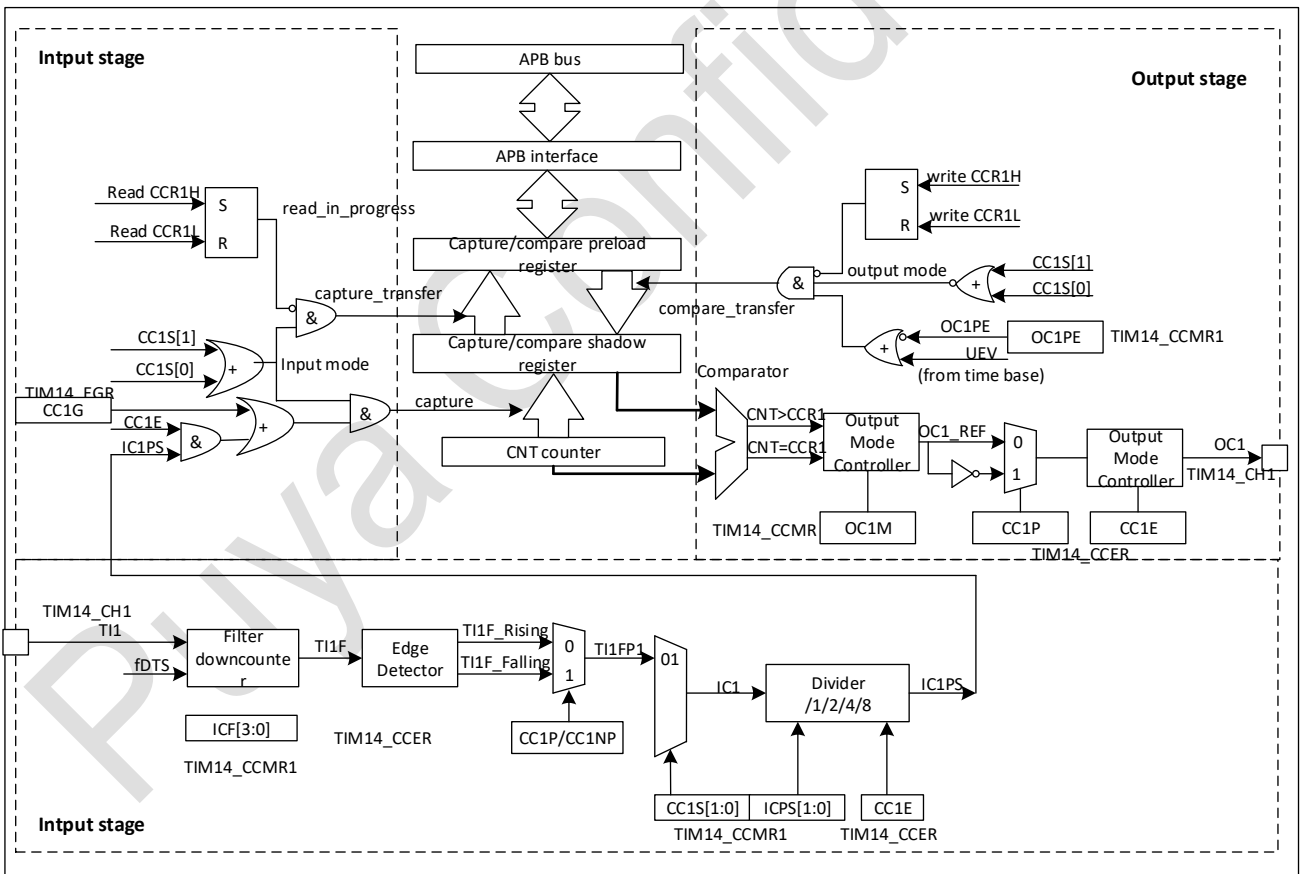 Intput stage
APB bus
Output stage
APB interface
Read CCR1H
S
read_in_progress
Read CCR1L
R
S
write CCR1H
R
write CCR1L
Capture/compare preload
register
capture_transfer
&
output mode
&
compare_transfer
+
CC1S[1]
CC1S[0]
CC1S[1]
+
Input mode
CC1S[0]
Capture/compare shadow
register
+
OC1PE
OC1PE
TIM14_CCMR1
UEV
(from time base)
TIM14_EGR
CC1G
CC1E
&
IC1PS
+
&
capture
CNT counter
Comparator
CNT>CCR1
CNT=CCR1
Output
Mode
Controller
OC1_REF
0
1
Output
Mode
Controller
OC1
TIM14_CH1
TIM14_CCMR
OC1M
CC1P
CC1E
TIM14_CCER
TIM14_CH1
TI1
fDTS
Filter
downcounte
r
TI1F
Edge
Detector
TI1F_Rising
TI1F_Falling
0
1
TI1FP1
01
IC1
Divider
/1/2/4/8
IC1PS
ICF[3:0]
TIM14_CCMR1
TIM14_CCER
CC1P/CC1NP
CC1S[1:0]
ICPS[1:0]
CC1E
TIM14_CCMR1
TIM14_CCER
Intput stage
Puya Confid